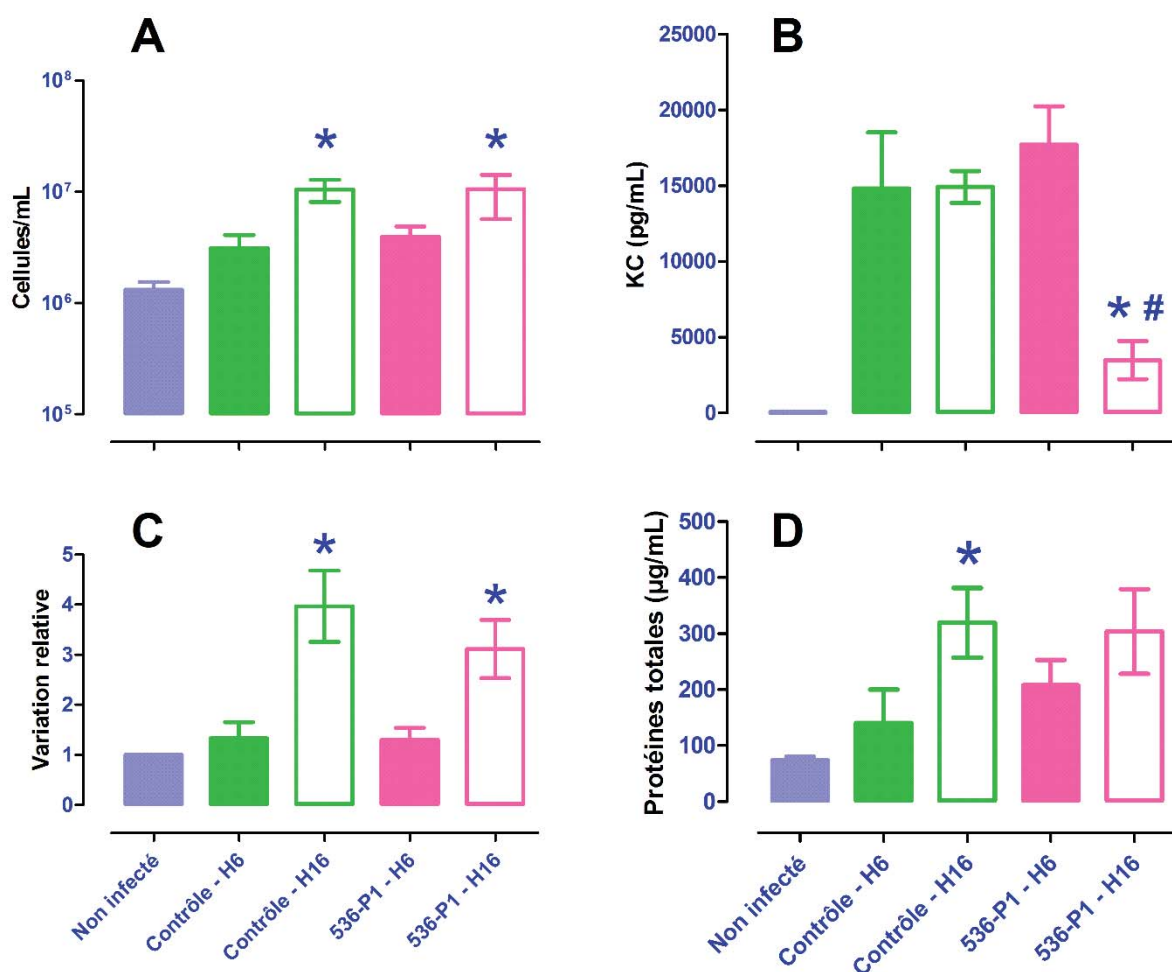 A
Cellules/mL
10⁸
10⁷
10⁶
10⁵
*
*
B
KC (pg/mL)
25000
20000
15000
10000
5000
0
* #
C
Variation relative
5
4
3
2
1
0
*
*
Non infecté
Contrôle - H6
Contrôle - H16
536-P1 - H6
536-P1 - H16
D
Protéines totales (µg/mL)
500
400
300
200
100
0
*
Non infecté
Contrôle - H6
Contrôle - H16
536-P1 - H6
536-P1 - H16